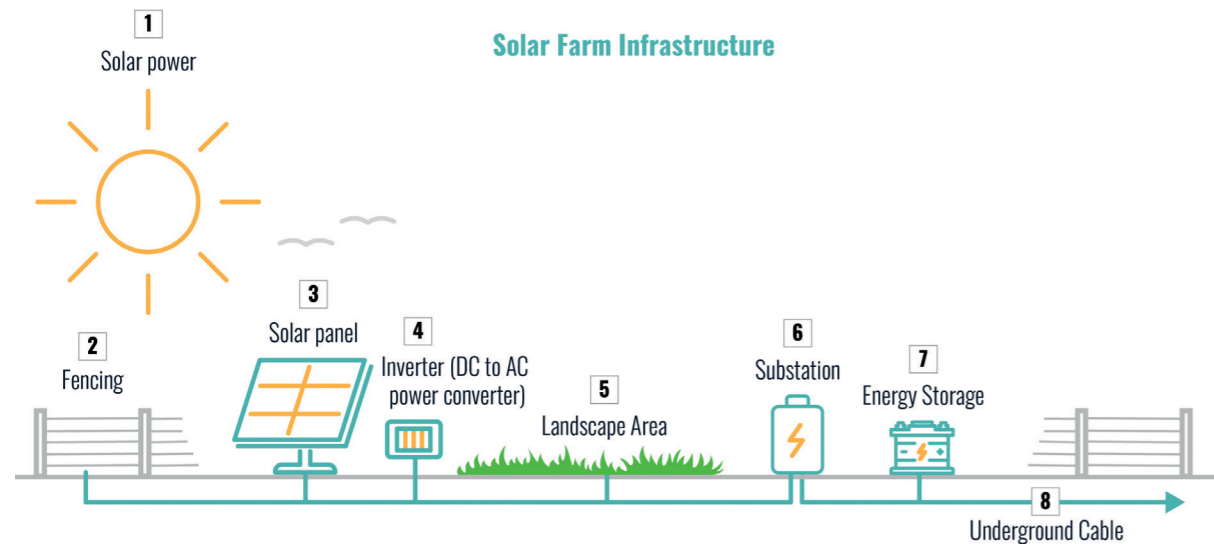 Solar Farm Infrastructure
1
Solar power
2
Fencing
3
Solar panel
4
Inverter (DC to AC
power converter)
5
Landscape Area
6
Substation
7
Energy Storage
8
Underground Cable